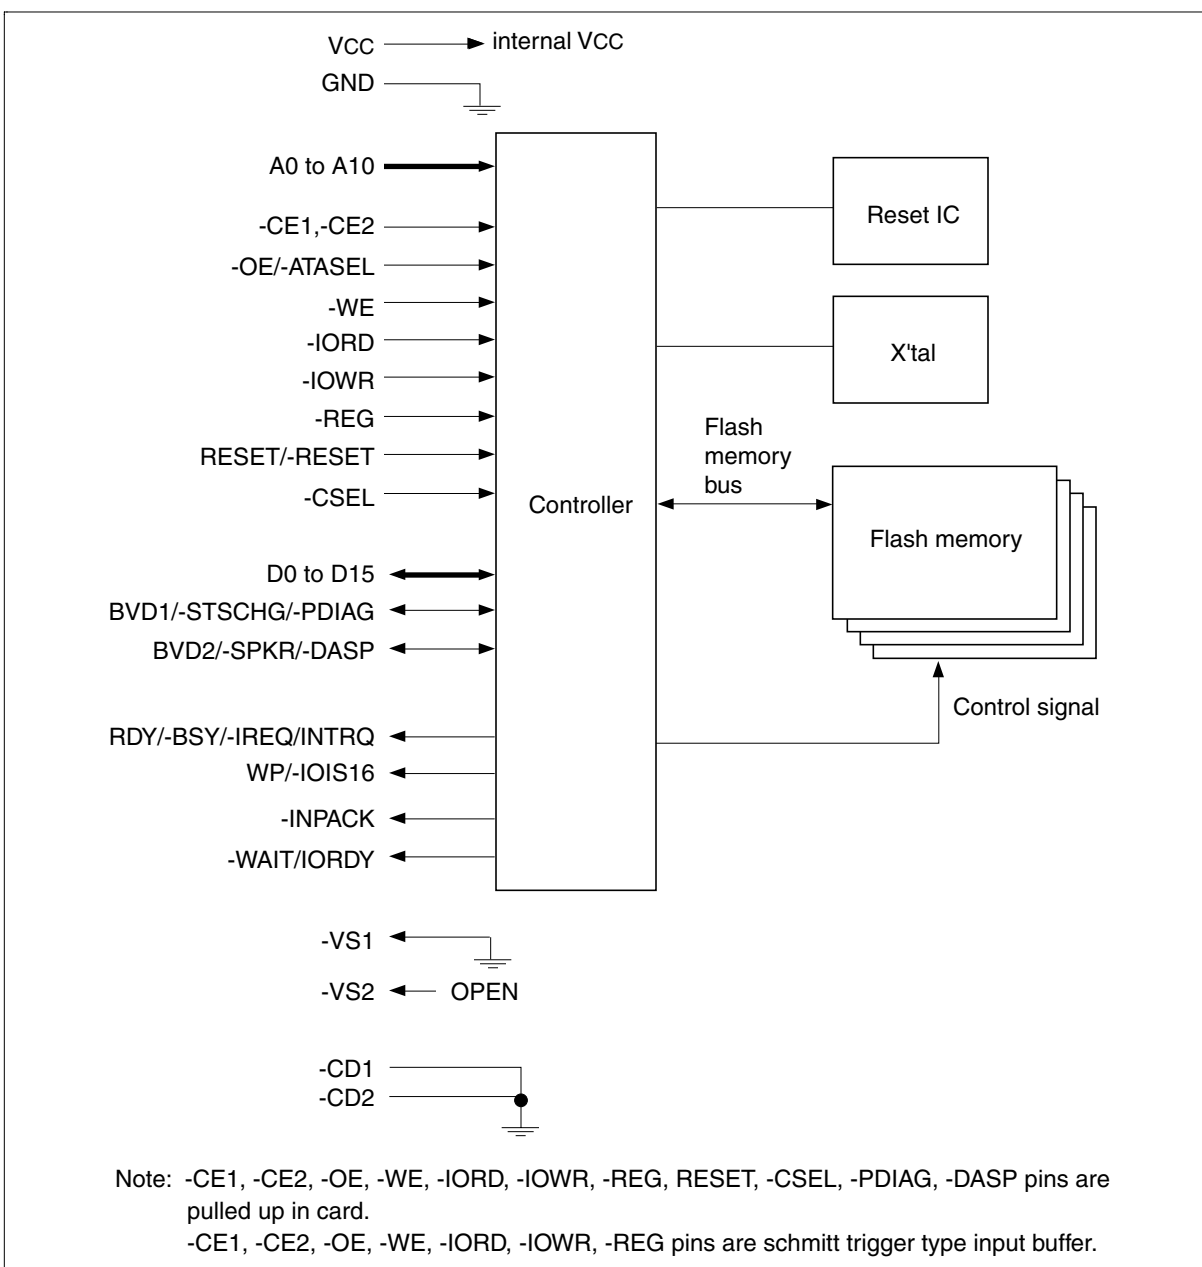 VCC
internal VCC
GND
A0 to A10
-CE1,-CE2
-OE/-ATASEL
-WE
-IORD
-IOWR
-REG
RESET/-RESET
-CSEL
D0 to D15
BVD1/-STSCHG/-PDIAG
BVD2/-SPKR/-DASP
RDY/-BSY/-IREQ/INTRQ
WP/-IOIS16
-INPACK
-WAIT/IORDY
Controller
Reset IC
X'tal
Flash
memory
bus
Flash memory
Control signal
-VS1
-VS2
OPEN
-CD1
-CD2
Note: -CE1, -CE2, -OE, -WE, -IORD, -IOWR, -REG, RESET, -CSEL, -PDIAG, -DASP pins are
pulled up in card.
-CE1, -CE2, -OE, -WE, -IORD, -IOWR, -REG pins are schmitt trigger type input buffer.